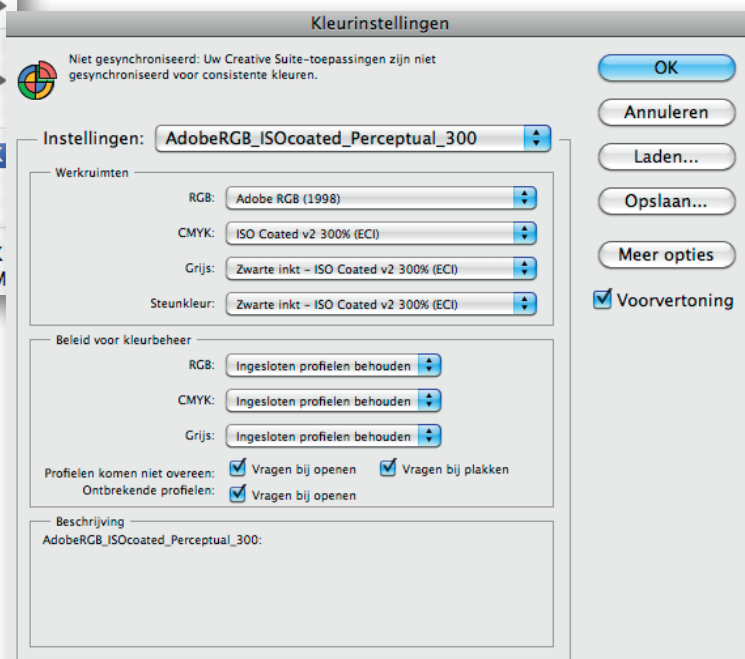 Kleurinstellingen
Niet gesynchroniseerd: Uw Creative Suite-toepassingen zijn niet
gesynchroniseerd voor consistente kleuren.
OK
Annuleren
Laden...
Opslaan...
Meer opties
Voorvertoning
Instellingen: AdobeRGB_ISOcoated_Perceptual_300
Werkruimten
RGB: Adobe RGB (1998)
CMYK: ISO Coated v2 300% (ECI)
Grijs: Zwarte inkt – ISO Coated v2 300% (ECI)
Steunkleur: Zwarte inkt – ISO Coated v2 300% (ECI)
Beleid voor kleurbeheer
RGB: Ingesloten profielen behouden
CMYK: Ingesloten profielen behouden
Grijs: Ingesloten profielen behouden
Profielen komen niet overeen: Vragen bij openen Vragen bij plakken
Ontbrekende profielen: Vragen bij openen
Beschrijving
AdobeRGB_ISOcoated_Perceptual_300: